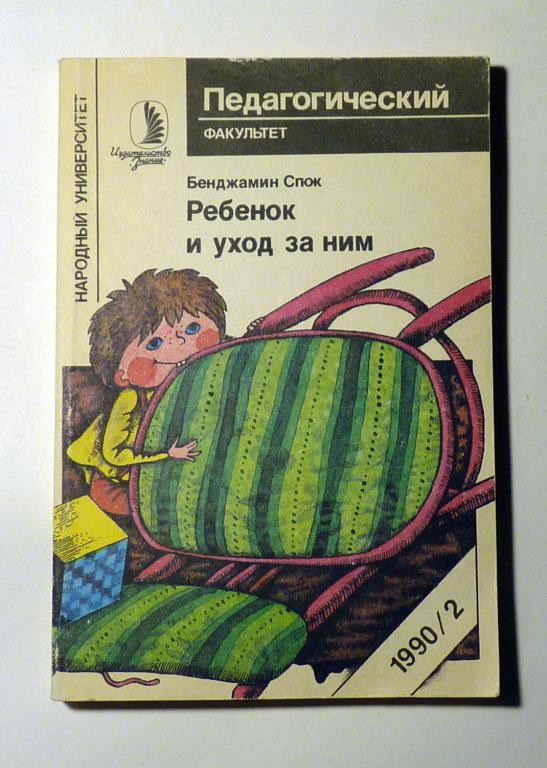 НАРОДНЫЙ УНИВЕРСИТЕТ
Издательство
"Знание"
Педагогический
ФАКУЛЬТЕТ
Бенджамин Спок
Ребенок
и уход за ним
1990/2